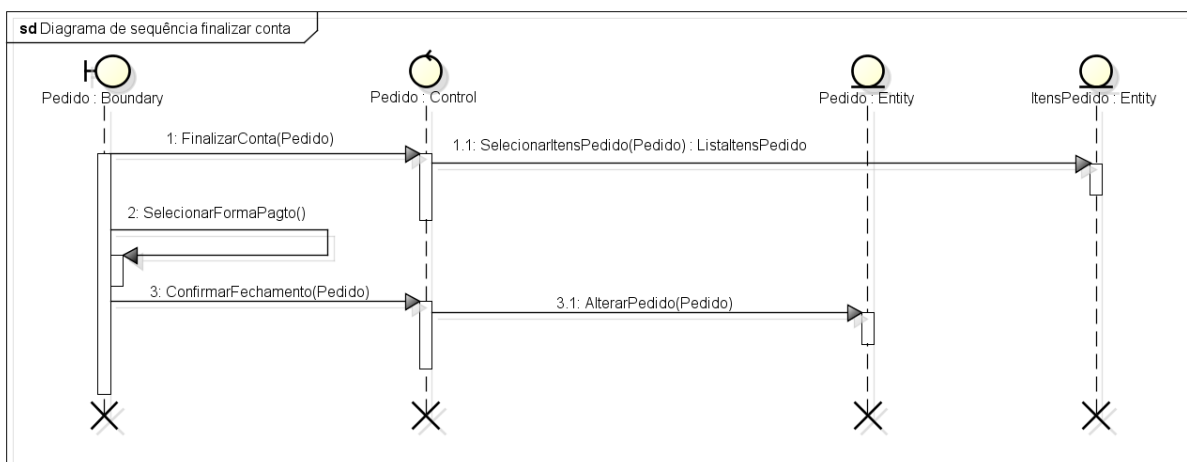 sd Diagrama de sequência finalizar conta
Pedido : Boundary
Pedido : Control
Pedido : Entity
ItensPedido : Entity
1: FinalizarConta(Pedido)
1.1: SelecionarItensPedido(Pedido) : ListaItensPedido
2: SelecionarFormaPagto()
3: ConfirmarFechamento(Pedido)
3.1: AlterarPedido(Pedido)